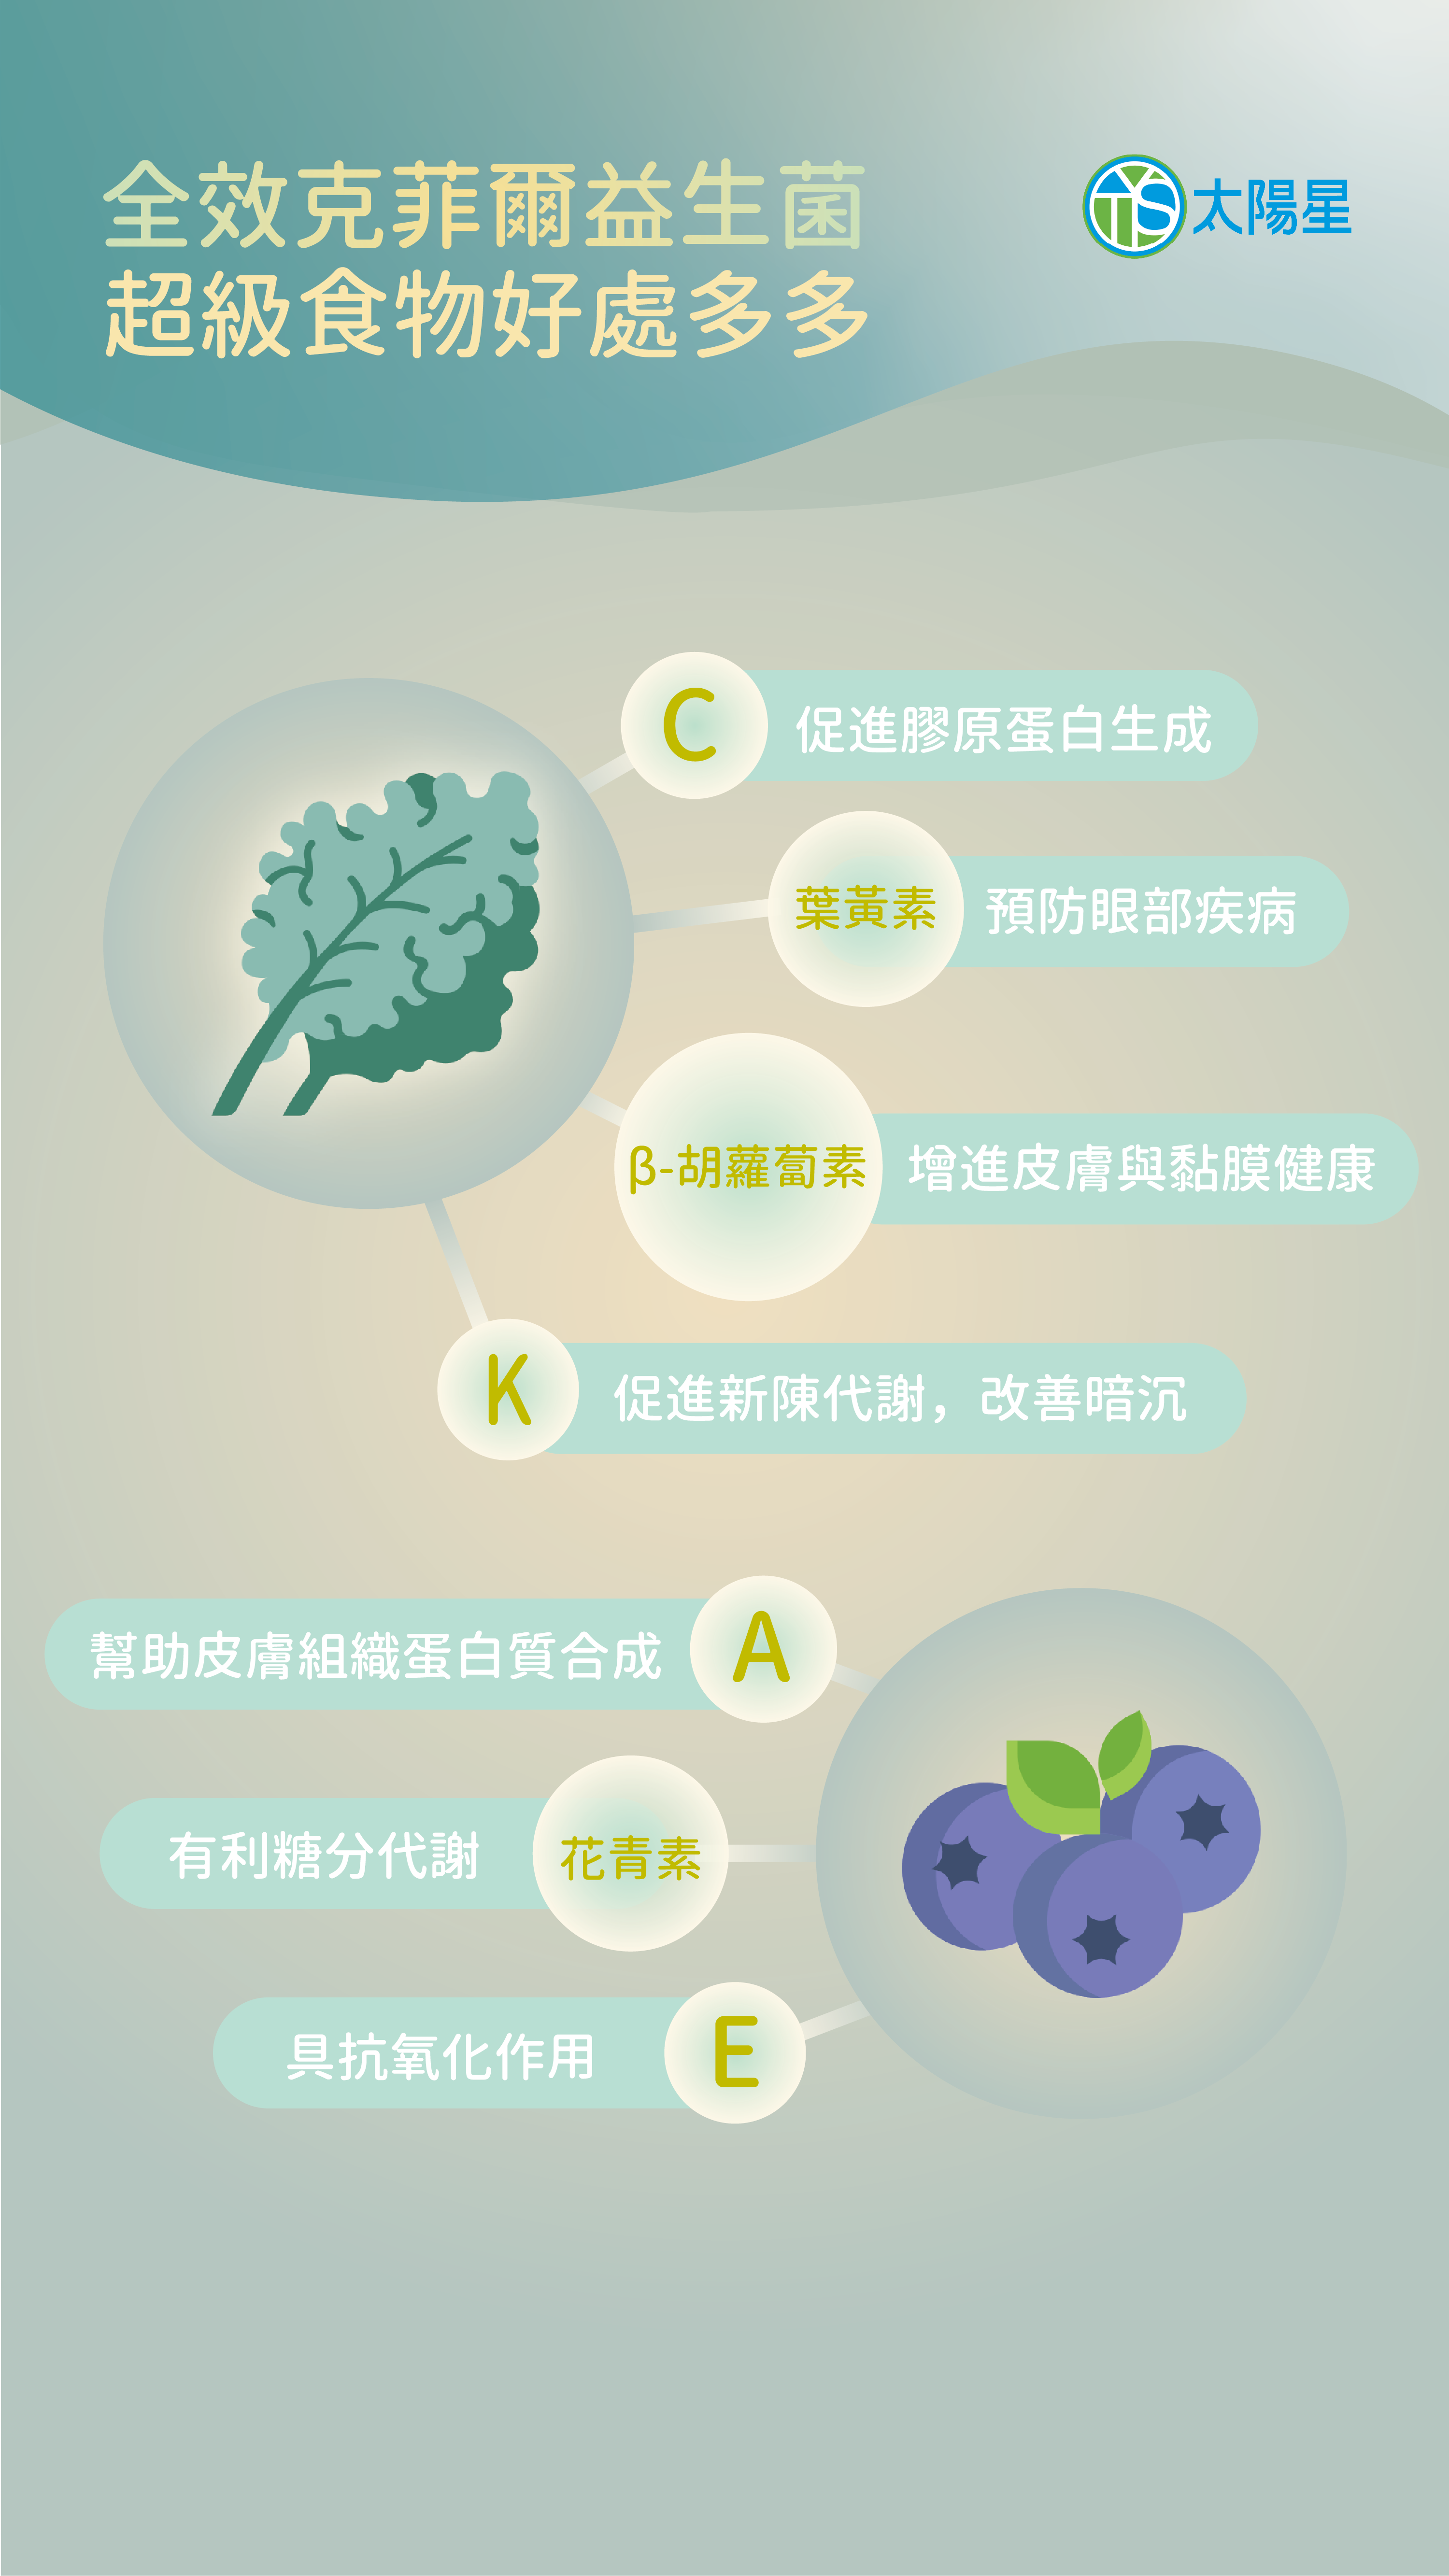 全效克菲爾益生菌
超級食物好處多多
TS 太陽星
C 促進膠原蛋白生成
葉黃素 預防眼部疾病
β-胡蘿蔔素 增進皮膚與黏膜健康
K 促進新陳代謝，改善暗沉
幫助皮膚組織蛋白質合成 A
有利糖分代謝 花青素
具抗氧化作用 E